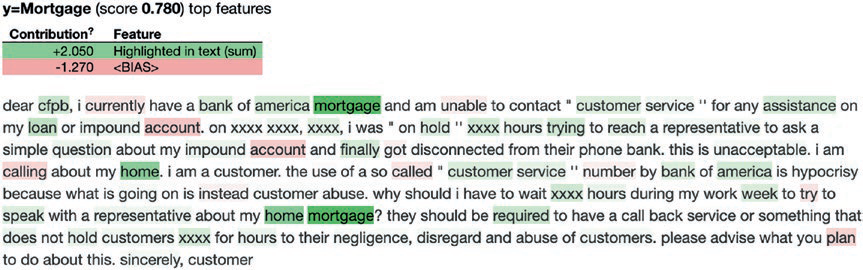 y=Mortgage (score 0.780) top features
Contribution? Feature
+2.050 Highlighted in text (sum)
-1.270 <BIAS>
dear cfpb, i currently have a bank of america mortgage and am unable to contact " customer service '' for any assistance on
my loan or impound account. on xxxx xxxx, xxxx, i was " on hold '' xxxx hours trying to reach a representative to ask a
simple question about my impound account and finally got disconnected from their phone bank. this is unacceptable. i am
calling about my home. i am a customer. the use of a so called " customer service '' number by bank of america is hypocrisy
because what is going on is instead customer abuse. why should i have to wait xxxx hours during my work week to try to
speak with a representative about my home mortgage? they should be required to have a call back service or something that
does not hold customers xxxx for hours to their negligence, disregard and abuse of customers. please advise what you plan
to do about this. sincerely, customer